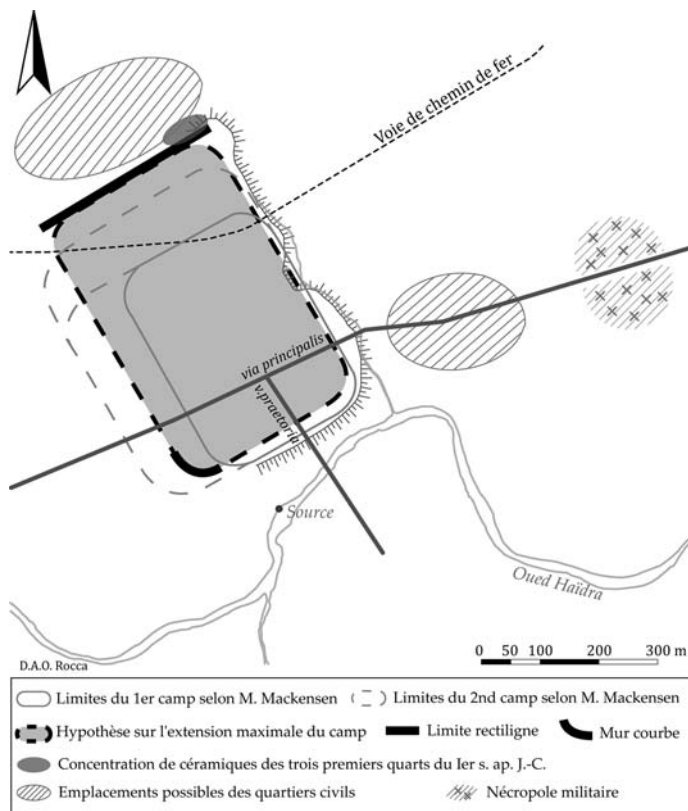 Voie de chemin de fer
via principalis
v.praetoria
Source
Oued Haïdra
D.A.O. Rocca
0 50 100 200 300 m
Limites du 1er camp selon M. Mackensen
Limites du 2nd camp selon M. Mackensen
Hypothèse sur l'extension maximale du camp
Limite rectiligne
Mur courbe
Concentration de céramiques des trois premiers quarts du Ier s. ap. J.-C.
Emplacements possibles des quartiers civils
Nécropole militaire